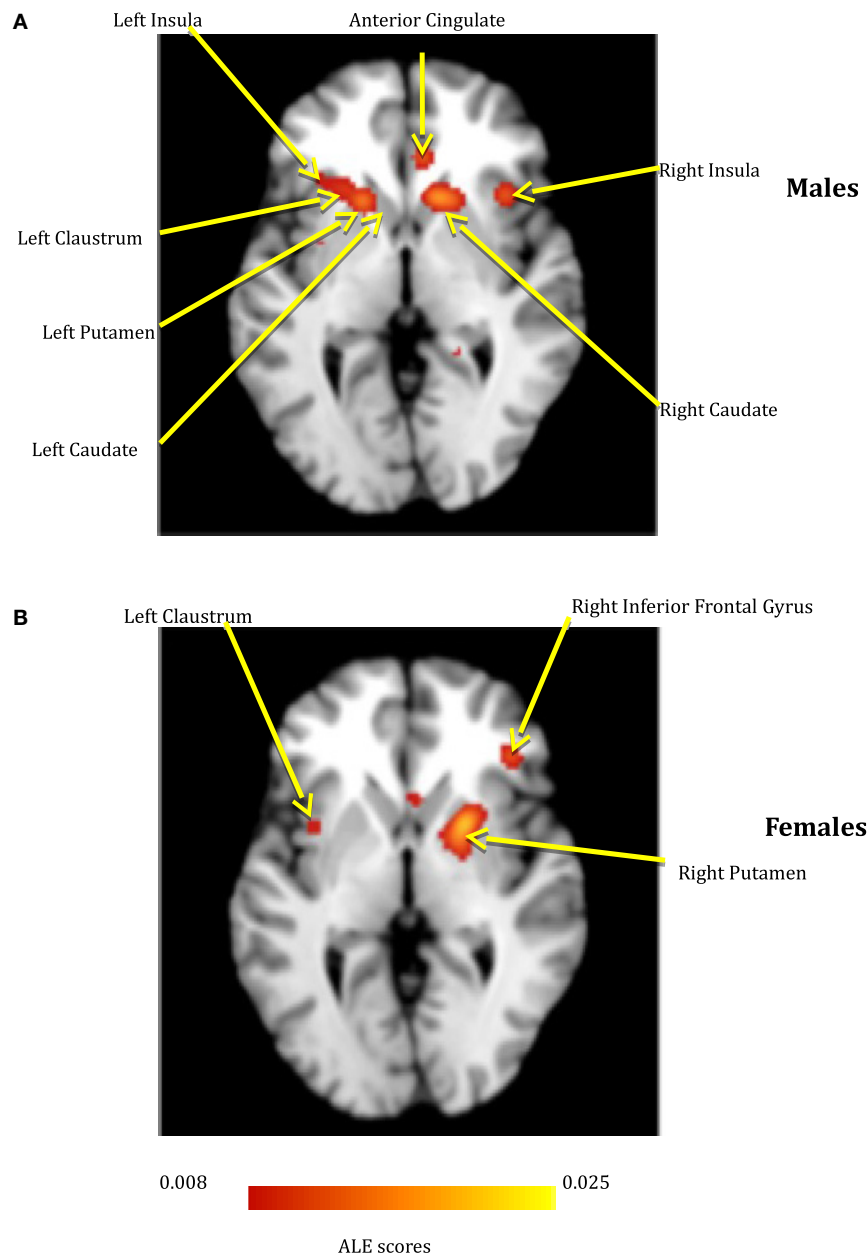 A
Left Insula
Anterior Cingulate
Right Insula
Males
Left Claustrum
Left Putamen
Right Caudate
Left Caudate
B
Right Inferior Frontal Gyrus
Left Claustrum
Females
Right Putamen
0.008
0.025
ALE scores